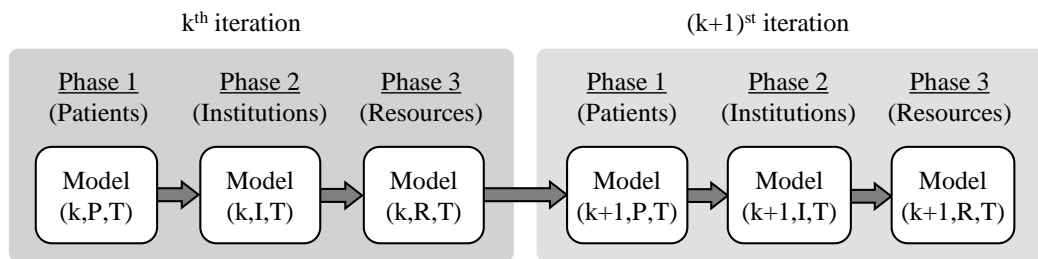 kth iteration
(k+1)st iteration
Phase 1
(Patients)
Phase 2
(Institutions)
Phase 3
(Resources)
Phase 1
(Patients)
Phase 2
(Institutions)
Phase 3
(Resources)
Model
(k,P,T)
Model
(k,I,T)
Model
(k,R,T)
Model
(k+1,P,T)
Model
(k+1,I,T)
Model
(k+1,R,T)